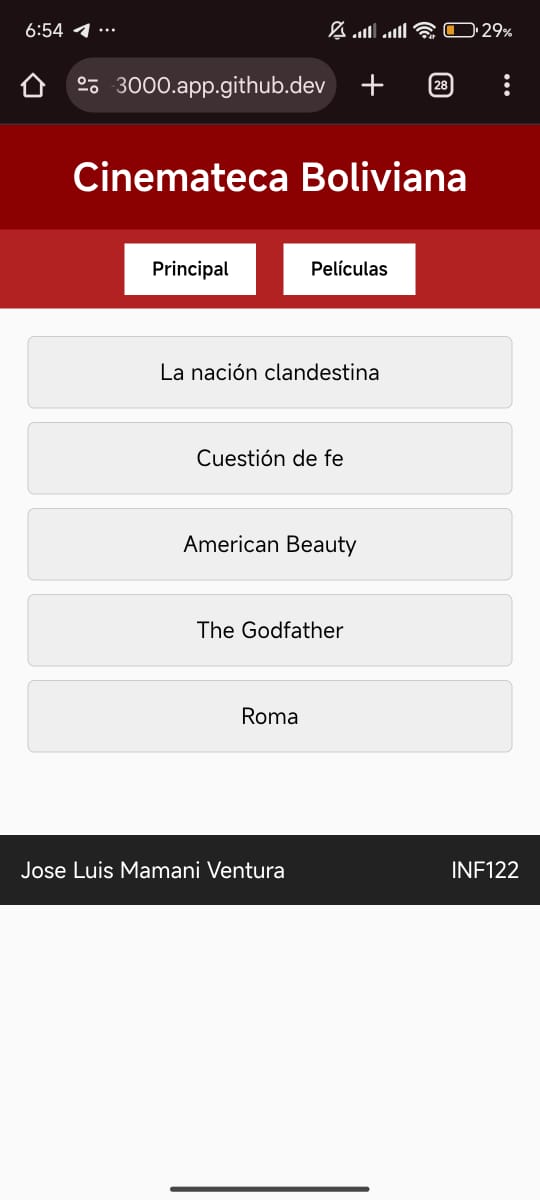 6:54 29%
-3000.app.github.dev 28
Cinemateca Boliviana
Principal Películas
La nación clandestina
Cuestión de fe
American Beauty
The Godfather
Roma
Jose Luis Mamani Ventura INF122